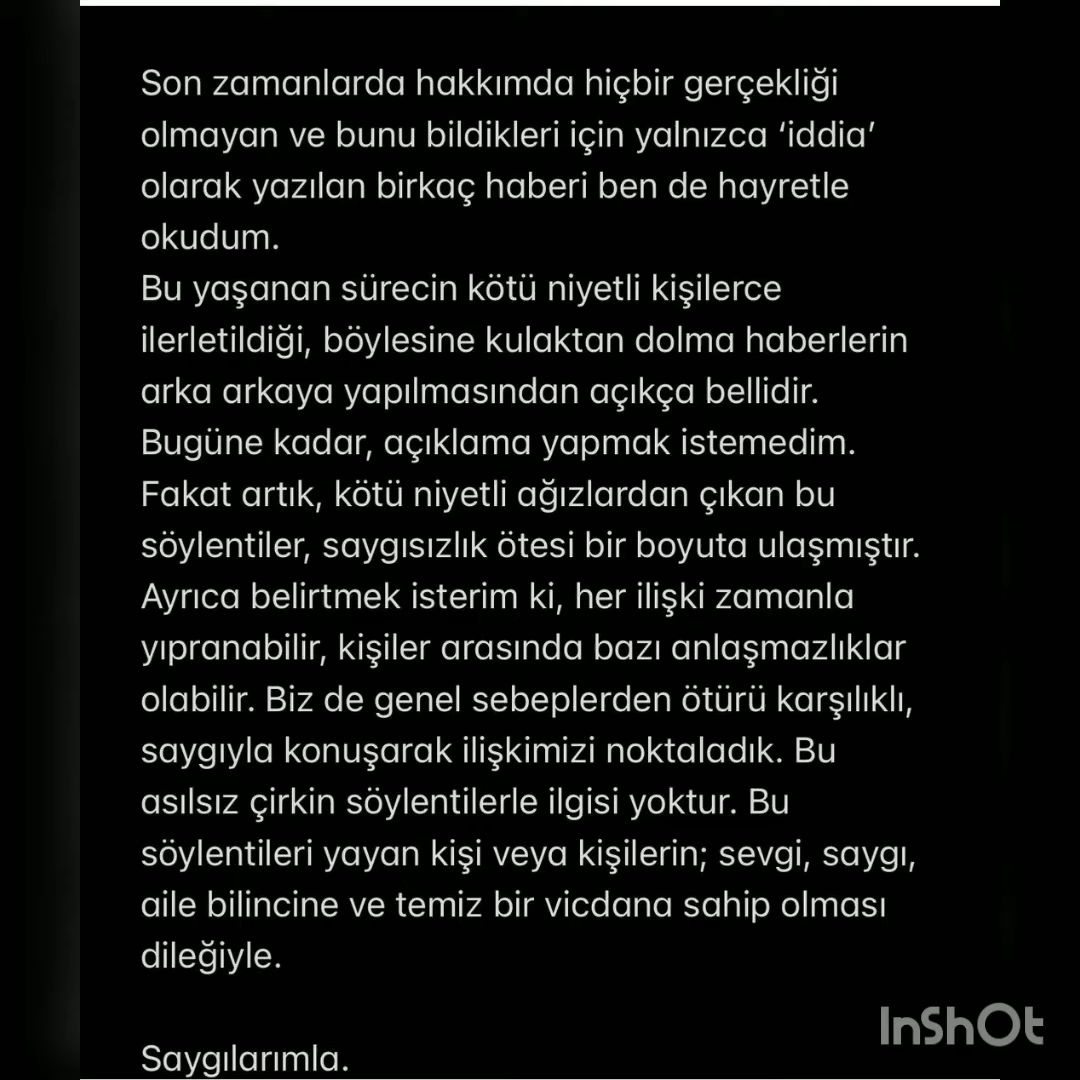 Son zamanlarda hakkımda hiçbir gerçekliği
olmayan ve bunu bildikleri için yalnızca ‘iddia’
olarak yazılan birkaç haberi ben de hayretle
okudum.
Bu yaşanan sürecin kötü niyetli kişilerce
ilerletildiği, böylesine kulaktan dolma haberlerin
arka arkaya yapılmasından açıkça bellidir.
Bugüne kadar, açıklama yapmak istemedim.
Fakat artık, kötü niyetli ağızlardan çıkan bu
söylentiler, saygısızlık ötesi bir boyuta ulaşmıştır.
Ayrıca belirtmek isterim ki, her ilişki zamanla
yıpranabilir, kişiler arasında bazı anlaşmazlıklar
olabilir. Biz de genel sebeplerden ötürü karşılıklı,
saygıyla konuşarak ilişkimizi noktaladık. Bu
asılsız çirkin söylentilerle ilgisi yoktur. Bu
söylentileri yayan kişi veya kişilerin; sevgi, saygı,
aile bilincine ve temiz bir vicdana sahip olması
dileğiyle.
Saygılarımla.
InShOt